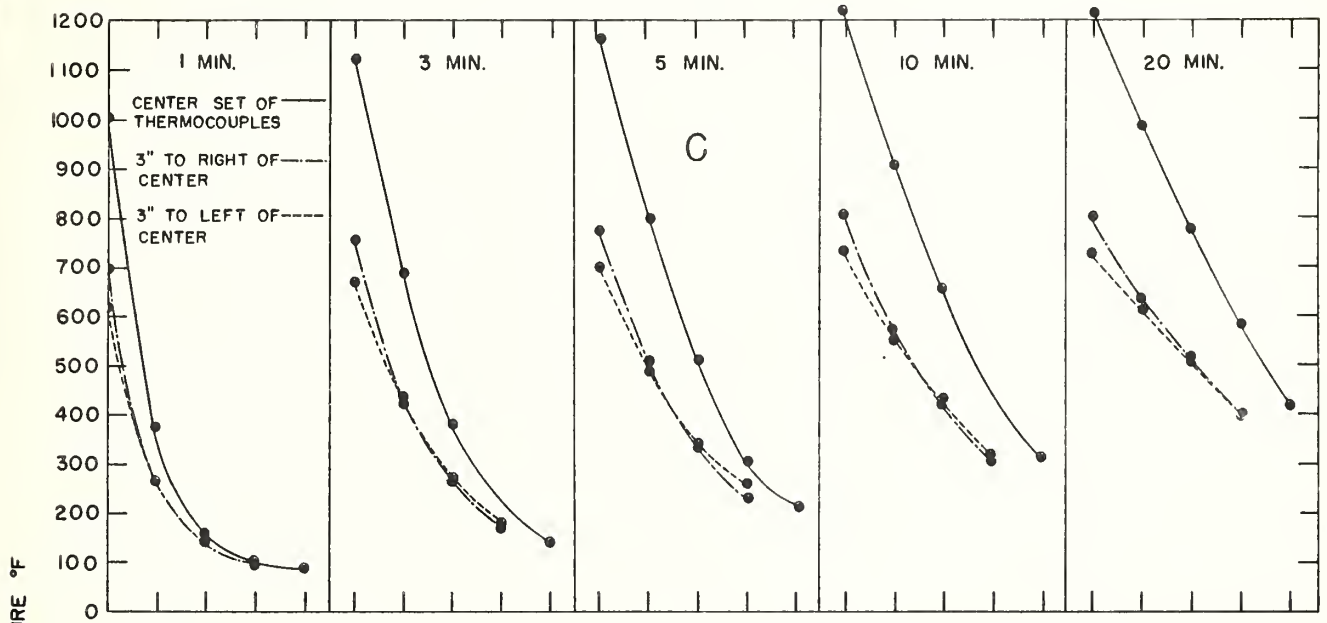 1200
1100
1000
900
800
700
600
500
400
300
200
100
0
°F
1 MIN.
3 MIN.
5 MIN.
10 MIN.
20 MIN.
CENTER SET OF
THERMOCOUPLES
3" TO RIGHT OF
CENTER
3" TO LEFT OF
CENTER
C